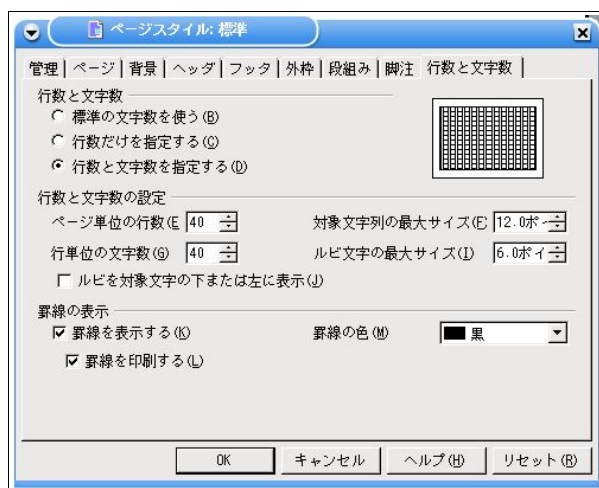 ページスタイル: 標準
管理 ページ 背景 ヘッダ フッタ 外枠 段組み 脚注 行数と文字数
行数と文字数
標準の文字数を使う(B)
行数だけを指定する(C)
行数と文字数を指定する(D)
行数と文字数の設定
ページ単位の行数(E 40 対象文字列の最大サイズ(F) 12.0ポ
行単位の文字数(G) 40 ルビ文字の最大サイズ(I) 6.0ポイ
ルビを対象文字の下または左に表示(J)
罫線の表示
罫線を表示する(K) 罫線の色(M) 黒
罫線を印刷する(L)
OK キャンセル ヘルプ(H) リセット(R)